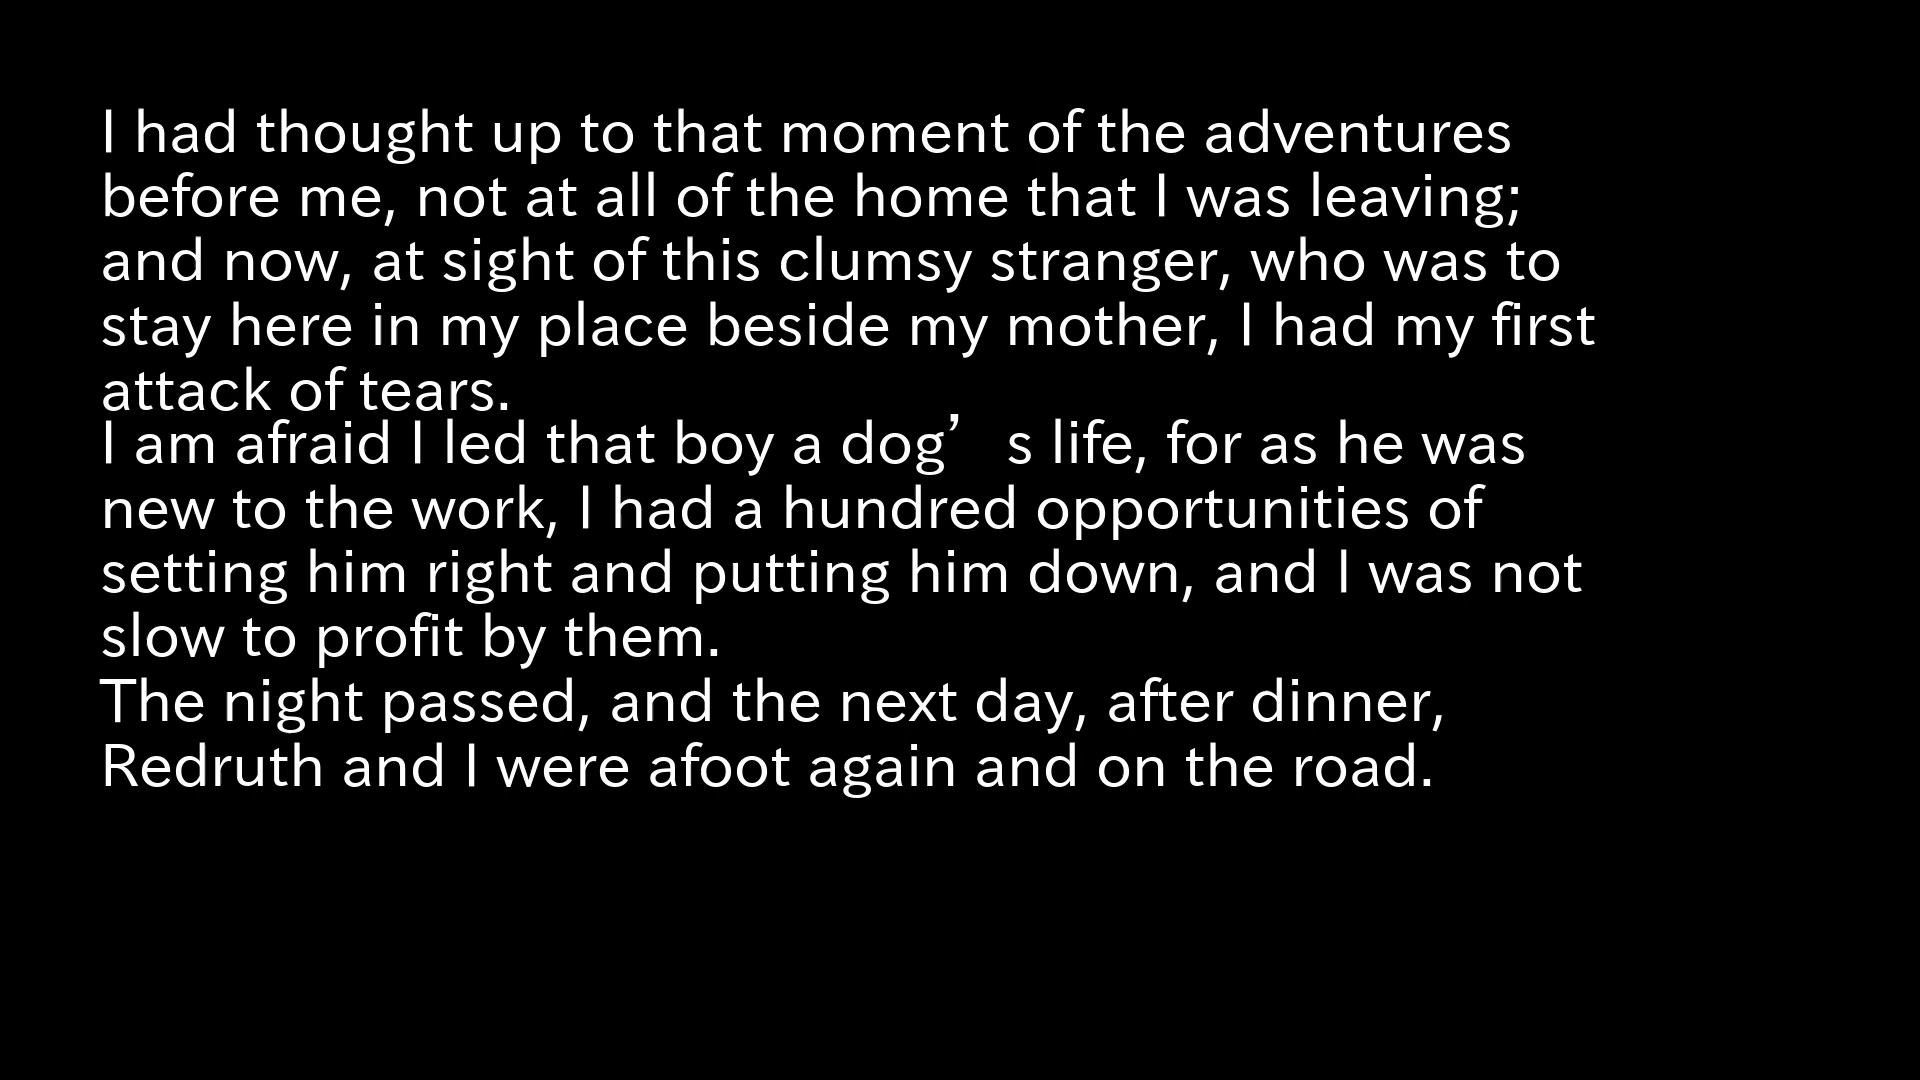 I had thought up to that moment of the adventures
before me, not at all of the home that I was leaving;
and now, at sight of this clumsy stranger, who was to
stay here in my place beside my mother, I had my first
attack of tears.
I am afraid I led that boy a dog’s life, for as he was
new to the work, I had a hundred opportunities of
setting him right and putting him down, and I was not
slow to profit by them.
The night passed, and the next day, after dinner,
Redruth and I were afoot again and on the road.